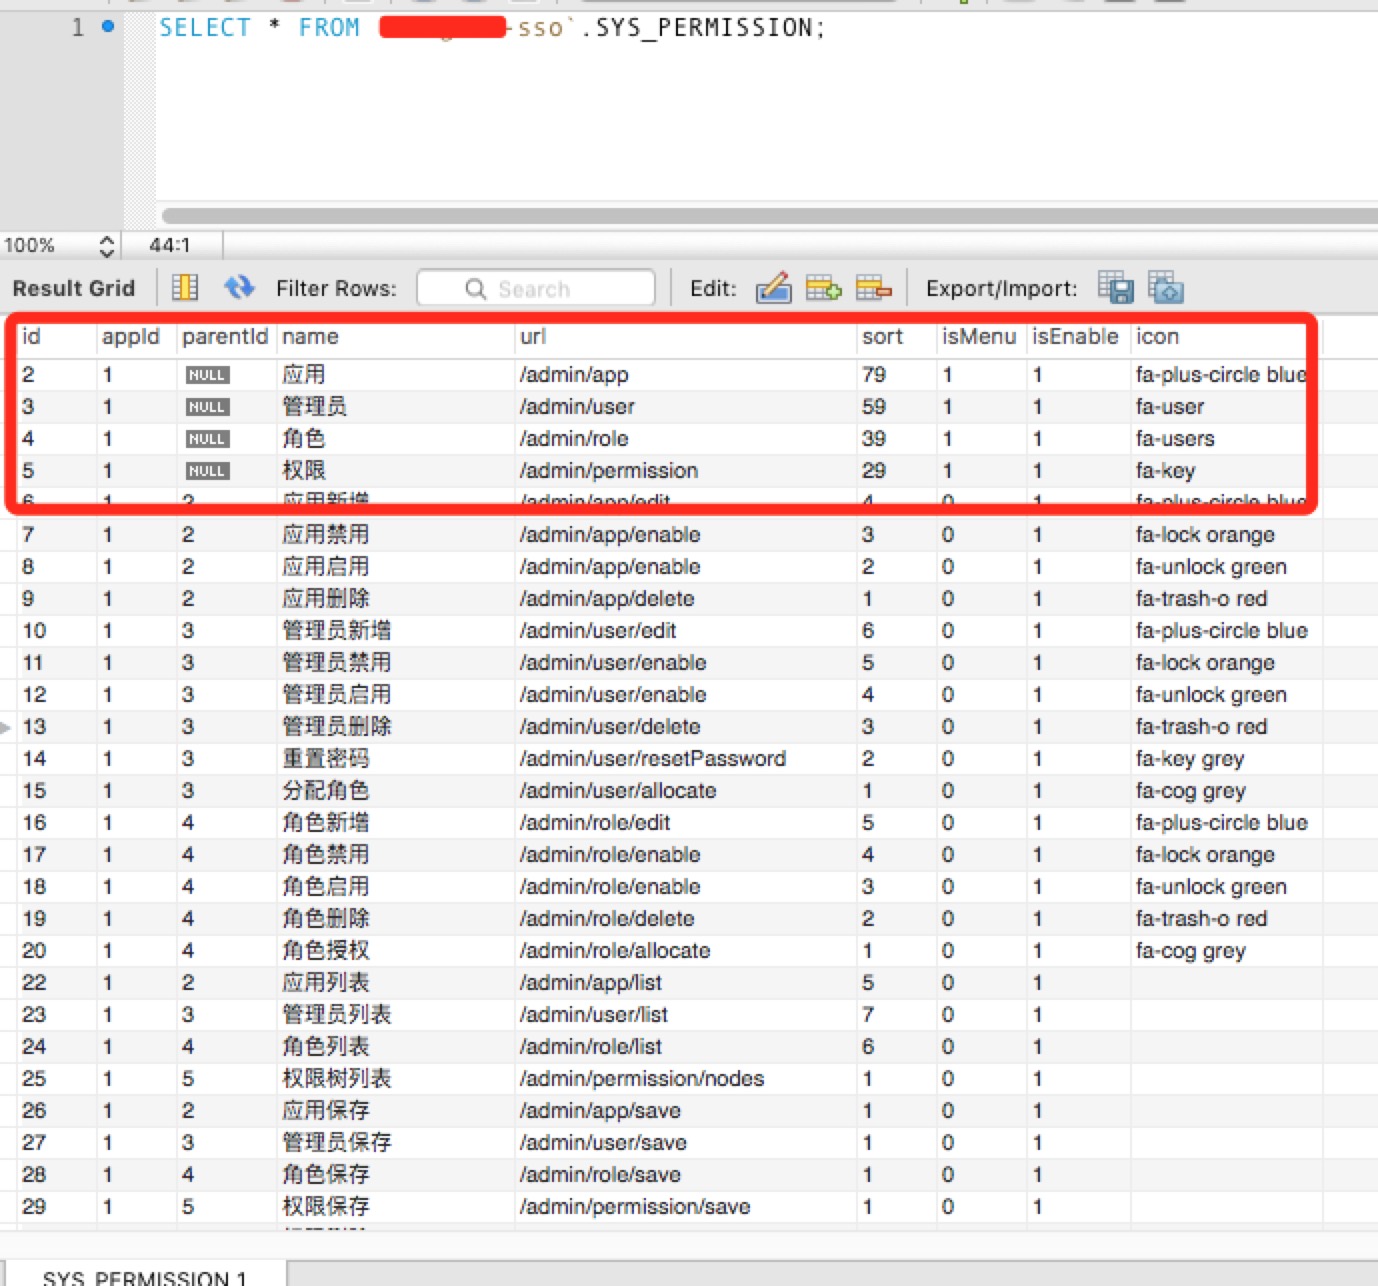 1 SELECT * FROM -sso`.SYS_PERMISSION;
100% 44:1
Result Grid Filter Rows: Search Edit: Export/Import:
id appId parentId name url sort isMenu isEnable icon
2 1 NULL 应用 /admin/app 79 1 1 fa-plus-circle blue
3 1 NULL 管理员 /admin/user 59 1 1 fa-user
4 1 NULL 角色 /admin/role 39 1 1 fa-users
5 1 NULL 权限 /admin/permission 29 1 1 fa-key
6 1 2 应用新增 /admin/app/edit 4 0 1 fa-plus-circle blue
7 1 2 应用禁用 /admin/app/enable 3 0 1 fa-lock orange
8 1 2 应用启用 /admin/app/enable 2 0 1 fa-unlock green
9 1 2 应用删除 /admin/app/delete 1 0 1 fa-trash-o red
10 1 3 管理员新增 /admin/user/edit 6 0 1 fa-plus-circle blue
11 1 3 管理员禁用 /admin/user/enable 5 0 1 fa-lock orange
12 1 3 管理员启用 /admin/user/enable 4 0 1 fa-unlock green
13 1 3 管理员删除 /admin/user/delete 3 0 1 fa-trash-o red
14 1 3 重置密码 /admin/user/resetPassword 2 0 1 fa-key grey
15 1 3 分配角色 /admin/user/allocate 1 0 1 fa-cog grey
16 1 4 角色新增 /admin/role/edit 5 0 1 fa-plus-circle blue
17 1 4 角色禁用 /admin/role/enable 4 0 1 fa-lock orange
18 1 4 角色启用 /admin/role/enable 3 0 1 fa-unlock green
19 1 4 角色删除 /admin/role/delete 2 0 1 fa-trash-o red
20 1 4 角色授权 /admin/role/allocate 1 0 1 fa-cog grey
22 1 2 应用列表 /admin/app/list 5 0 1
23 1 3 管理员列表 /admin/user/list 7 0 1
24 1 4 角色列表 /admin/role/list 6 0 1
25 1 5 权限树列表 /admin/permission/nodes 1 0 1
26 1 2 应用保存 /admin/app/save 1 0 1
27 1 3 管理员保存 /admin/user/save 1 0 1
28 1 4 角色保存 /admin/role/save 1 0 1
29 1 5 权限保存 /admin/permission/save 1 0 1
SYS_PERMISSION 1